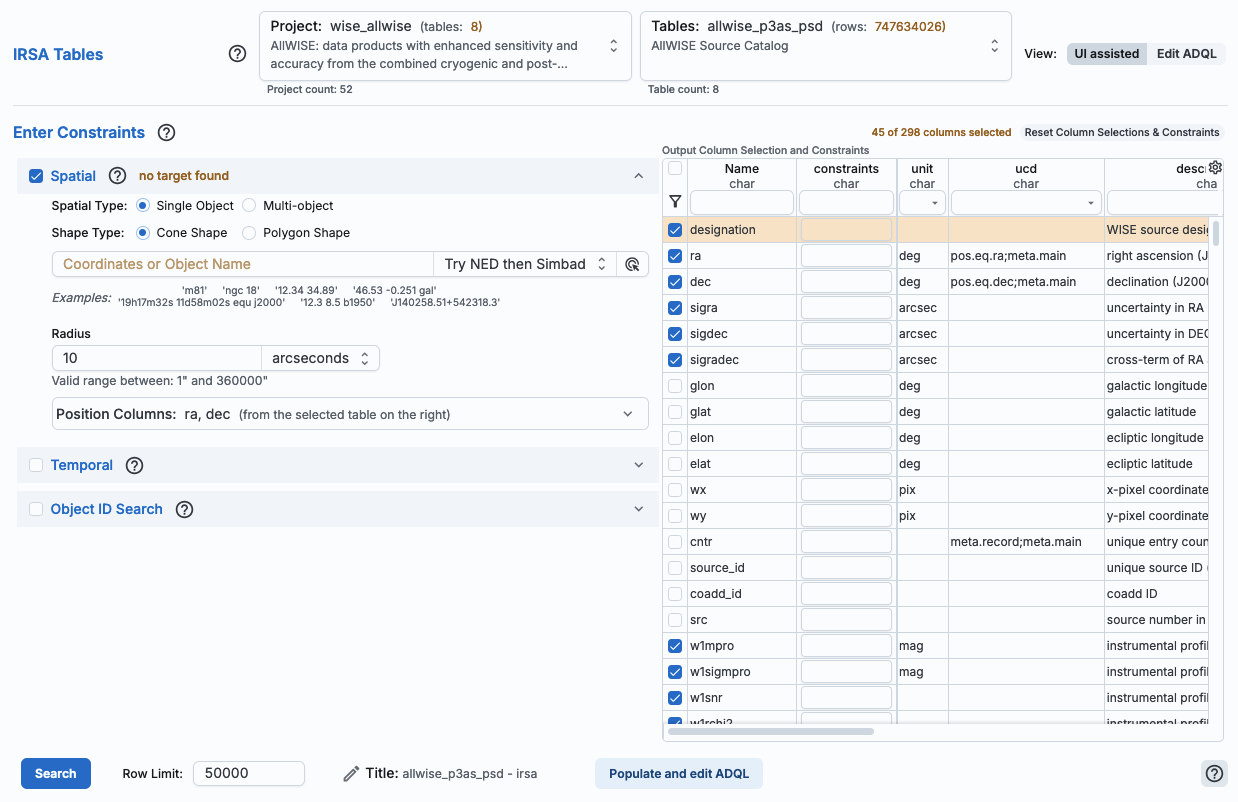 IRSA Tables
Project: wise_allwise (tables: 8)
AllWISE: data products with enhanced sensitivity and
accuracy from the combined cryogenic and post-...
Project count: 52
Tables: allwise_p3as_psd (rows: 747634026)
AllWISE Source Catalog
Table count: 8
View: UI assisted Edit ADQL
Enter Constraints
45 of 298 columns selected Reset Column Selections & Constraints
Spatial no target found
Spatial Type: Single Object Multi-object
Shape Type: Cone Shape Polygon Shape
Coordinates or Object Name Try NED then Simbad
Examples: 'm81' 'ngc 18' '12.34 34.89' '46.53 -0.251 gal'
'19h17m32s 11d58m02s equ j2000' '12.3 8.5 b1950' 'J140258.51+542318.3'
Radius
10 arcseconds
Valid range between: 1" and 360000"
Position Columns: ra, dec (from the selected table on the right)
Temporal
Object ID Search
Output Column Selection and Constraints
Name constraints unit ucd desc
char char char char cha
designation WISE source desig
ra deg pos.eq.ra;meta.main right ascension (J
dec deg pos.eq.dec;meta.main declination (J200
sigra arcsec uncertainty in RA
sigdec arcsec uncertainty in DEC
sigradec arcsec cross-term of RA
glon deg galactic longitude
glat deg galactic latitude
elon deg ecliptic longitude
elat deg ecliptic latitude
wx pix x-pixel coordinate
wy pix y-pixel coordinate
cntr meta.record;meta.main unique entry coun
source_id unique source ID
coadd_id coadd ID
src source number in
w1mpro mag instrumental profil
w1sigmpro mag instrumental profil
w1snr instrumental profil
w1rchi2 instrumental profil
Search Row Limit: 50000 Title: allwise_p3as_psd - irsa Populate and edit ADQL